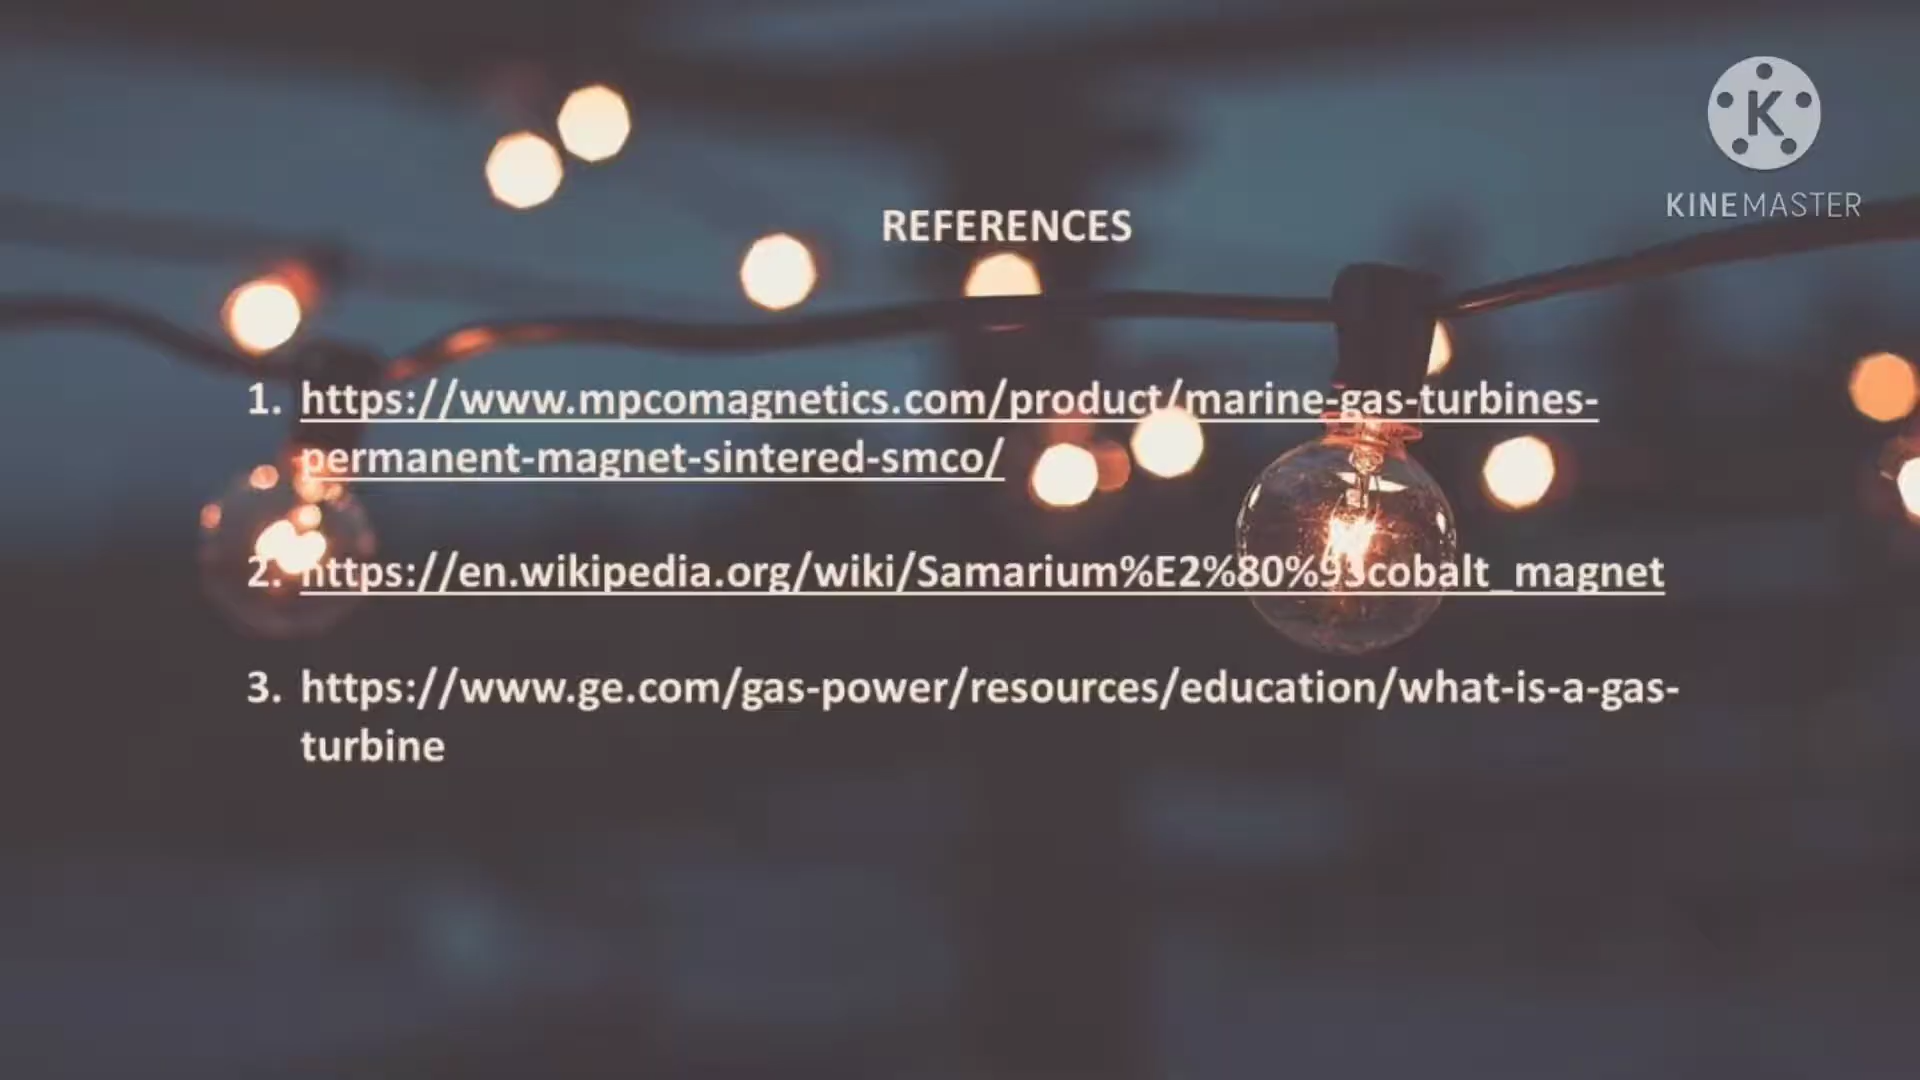 K
KINEMASTER
REFERENCES
1. https://www.mpcomagnetics.com/product/marine-gas-turbines-
permanent-magnet-sintered-smco/
2. https://en.wikipedia.org/wiki/Samarium%E2%80%93cobalt_magnet
3. https://www.ge.com/gas-power/resources/education/what-is-a-gas-
turbine